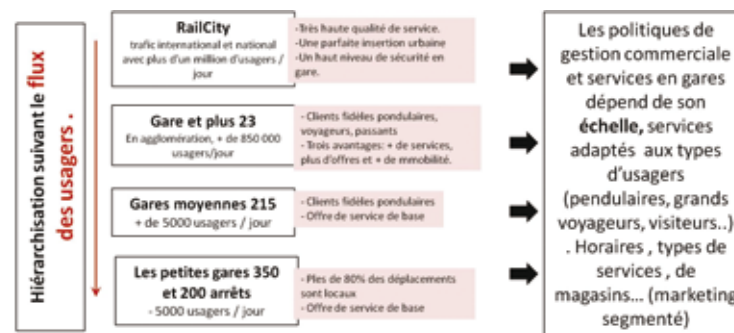 Hiérarchisation suivant le flux
des usagers .
RailCity
trafic international et national
avec plus d'un million d'usagers /
jour
-Très haute qualité de service.
-Une parfaite insertion urbaine
-Un haut niveau de sécurité en
gare.
Gare et plus 23
En agglomération, + de 850 000
usagers/jour
- Clients fidèles pondulaires,
voyageurs, passants
- Trois avantages: + de services,
plus d'offres et + de mmobilité.
Gares moyennes 215
+ de 5000 usagers / jour
- Clients fidèles pondulaires
- Offre de service de base
Les petites gares 350
et 200 arrêts
- 5000 usagers / jour
- Ples de 80% des déplacements
sont locaux
- Offre de service de base
Les politiques de
gestion commerciale
et services en gares
dépend de son
échelle, services
adaptés aux types
d'usagers
(pendulaires, grands
voyageurs, visiteurs..)
. Horaires , types de
services , de
magasins... (marketing
segmenté)